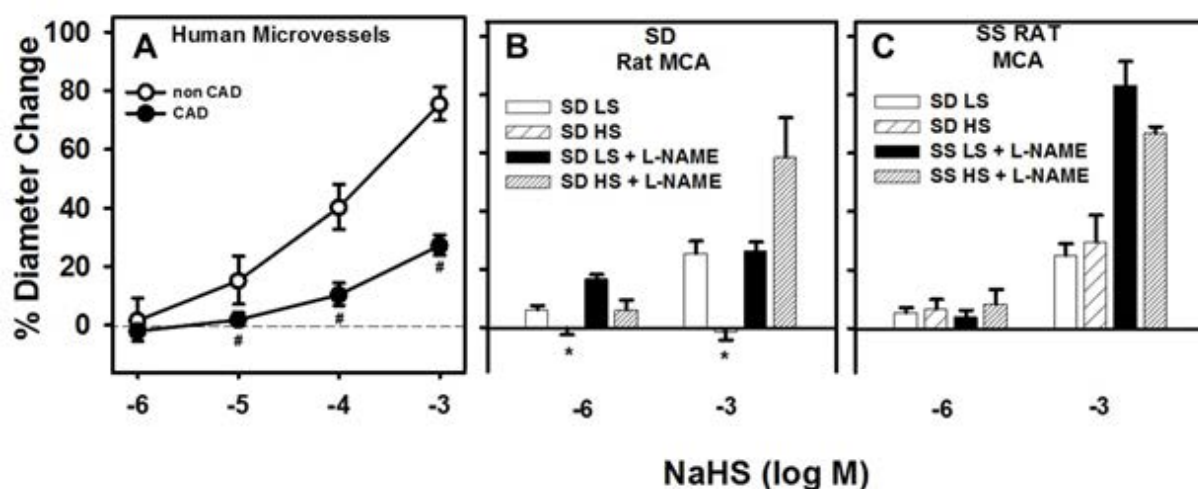 % Diameter Change
100
80
60
40
20
0
A
Human Microvessels
non CAD
CAD
#
#
#
-6
-5
-4
-3
B
SD
Rat MCA
SD LS
SD HS
SD LS + L-NAME
SD HS + L-NAME
*
*
-6
-3
C
SS RAT
MCA
SD LS
SD HS
SS LS + L-NAME
SS HS + L-NAME
-6
-3
NaHS (log M)